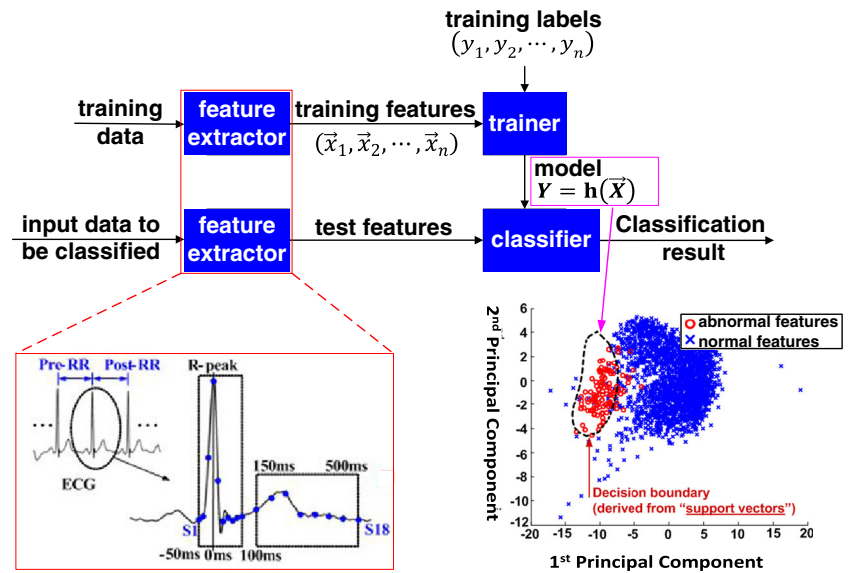 training labels
(y₁, y₂, ⋯, yₙ)
training
data
feature
extractor
training features
(x⃗₁, x⃗₂, ⋯, x⃗ₙ)
trainer
model
Y = h(X⃗)
input data to
be classified
feature
extractor
test features
classifier
Classification
result
Pre-RR
Post-RR
R-peak
...
...
ECG
150ms
500ms
S1
S18
-50ms
0ms
100ms
2nd Principal Component
6
4
2
0
-2
-4
-6
-8
-10
-12
abnormal features
normal features
Decision boundary
(derived from “support vectors”)
-20
-15
-10
-5
0
5
10
15
20
1st Principal Component